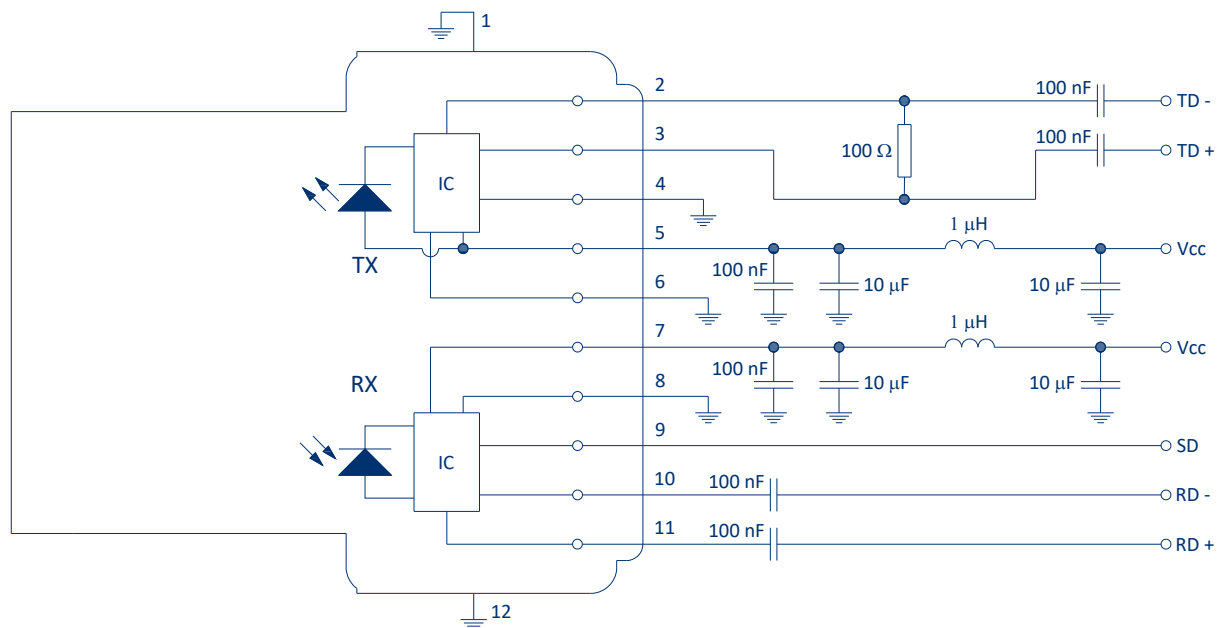 1
2
100 nF
TD -
3
100 nF
TD +
100 Ω
IC
4
5
1 µH
Vcc
TX
100 nF
10 µF
10 µF
6
7
1 µH
Vcc
RX
100 nF
10 µF
10 µF
8
9
SD
IC
10
100 nF
RD -
11
100 nF
RD +
12